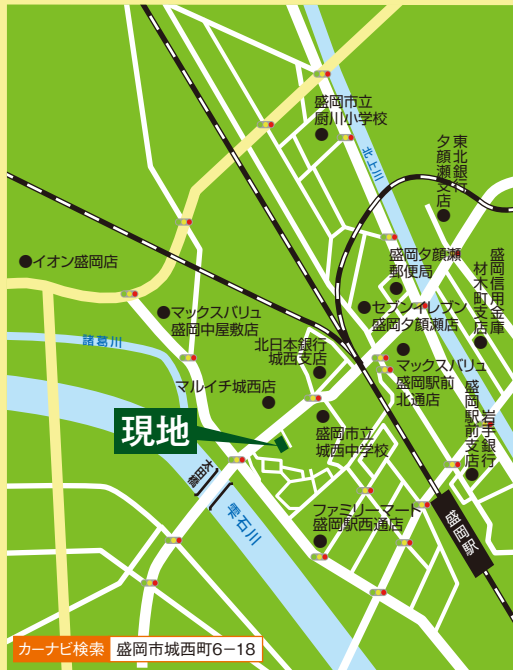 盛岡市立
厨川小学校
北上川
東北銀行
夕顔瀬支店
盛岡夕顔瀬
郵便局
盛岡信用金庫
材木町支店
イオン盛岡店
マックスバリュ
盛岡中屋敷店
セブンイレブン
盛岡夕顔瀬店
諸葛川
北日本銀行
城西支店
マックスバリュ
盛岡駅前
北通店
マルイチ城西店
岩手銀行
盛岡駅前支店
現地
盛岡市立
城西中学校
太田橋
雫石川
ファミリーマート
盛岡駅西通店
盛岡駅
カーナビ検索 盛岡市城西町6−18